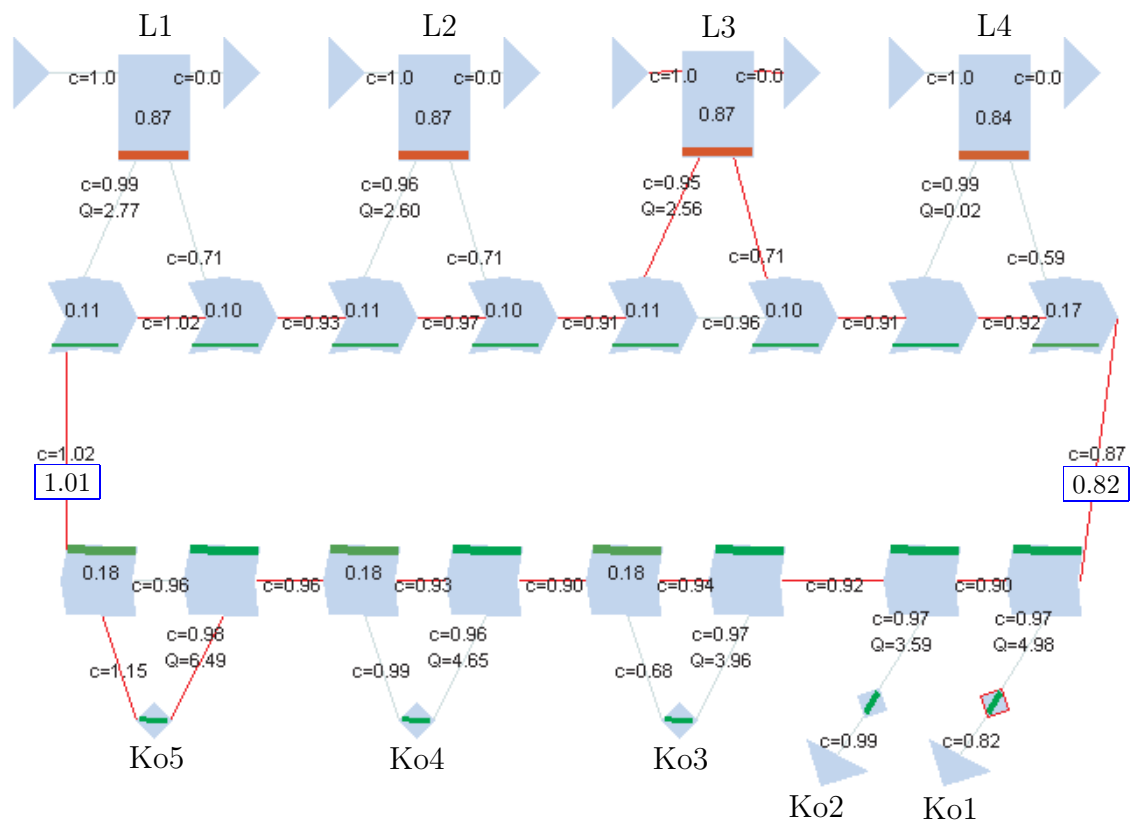 L1 L2 L3 L4
c=1.0 c=0.0 c=1.0 c=0.0 c=1.0 c=0.0 c=1.0 c=0.0
0.87 0.87 0.87 0.84
c=0.99 c=0.96 c=0.95 c=0.99
Q=2.77 Q=2.60 Q=2.56 Q=0.02
c=0.71 c=0.71 c=0.71 c=0.59
0.11 0.10 0.11 0.10 0.11 0.10 0.17
c=1.02 c=0.93 c=0.97 c=0.91 c=0.96 c=0.91 c=0.92
c=1.02 c=0.87
1.01 0.82
0.18 0.18 0.18
c=0.96 c=0.96 c=0.93 c=0.90 c=0.94 c=0.92 c=0.90
c=0.98 c=0.96 c=0.97 c=0.97 c=0.97
Q=6.49 Q=4.65 Q=3.96 Q=3.59 Q=4.98
c=1.15 c=0.99 c=0.68
c=0.99 c=0.82
Ko5 Ko4 Ko3
Ko2 Ko1